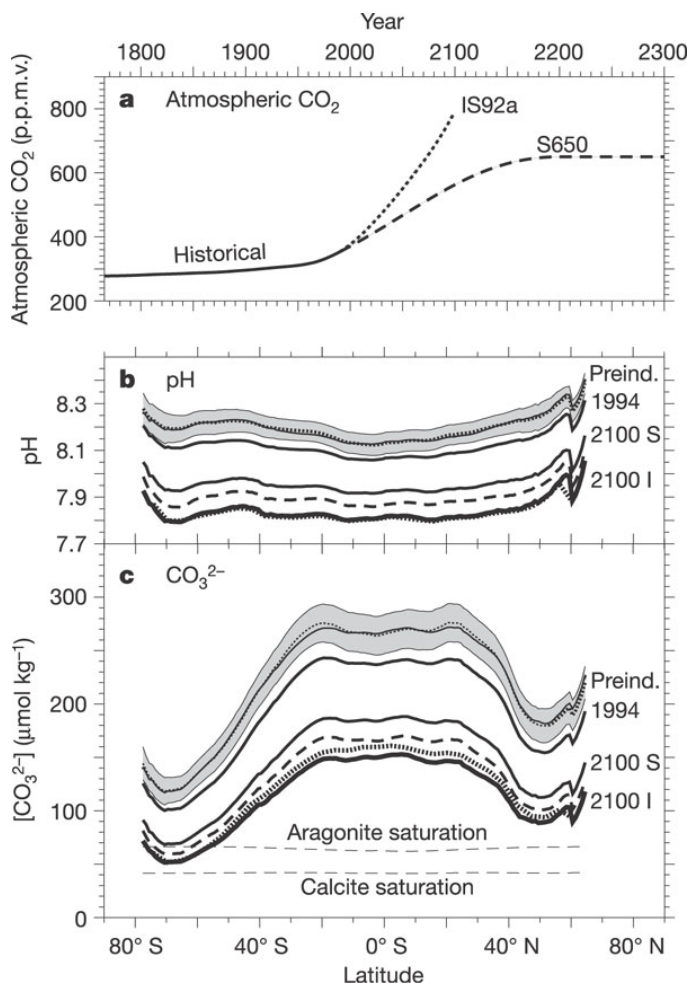 Year
1800 1900 2000 2100 2200 2300
a Atmospheric CO₂
Atmospheric CO₂ (p.p.m.v.)
800
600
400
200
IS92a
S650
Historical
b pH
pH
8.3
8.1
7.9
7.7
Preind.
1994
2100 S
2100 I
c CO₃²⁻
[CO₃²⁻] (µmol kg⁻¹)
300
200
100
0
Preind.
1994
2100 S
2100 I
Aragonite saturation
Calcite saturation
80° S 40° S 0° S 40° N 80° N
Latitude